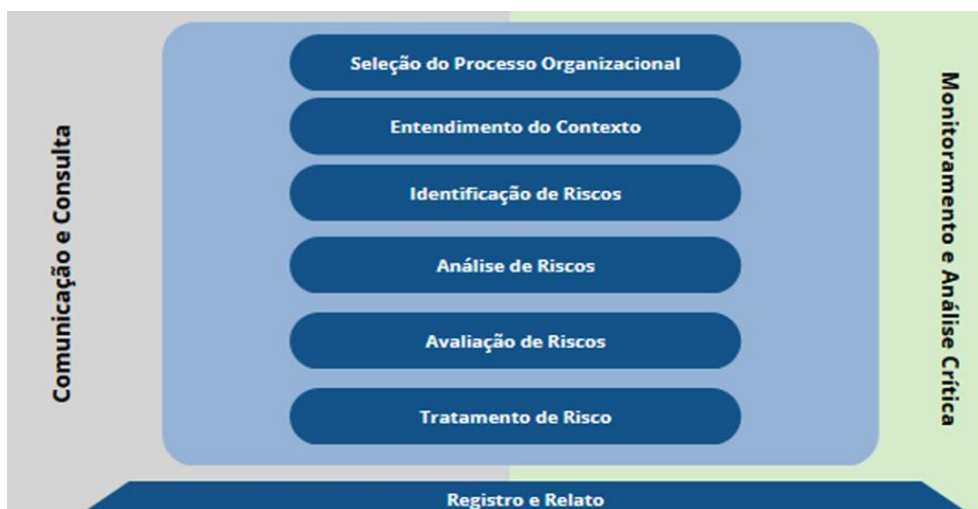 Comunicação e Consulta
Seleção do Processo Organizacional
Entendimento do Contexto
Identificação de Riscos
Análise de Riscos
Avaliação de Riscos
Tratamento de Risco
Monitoramento e Análise Crítica
Registro e Relato